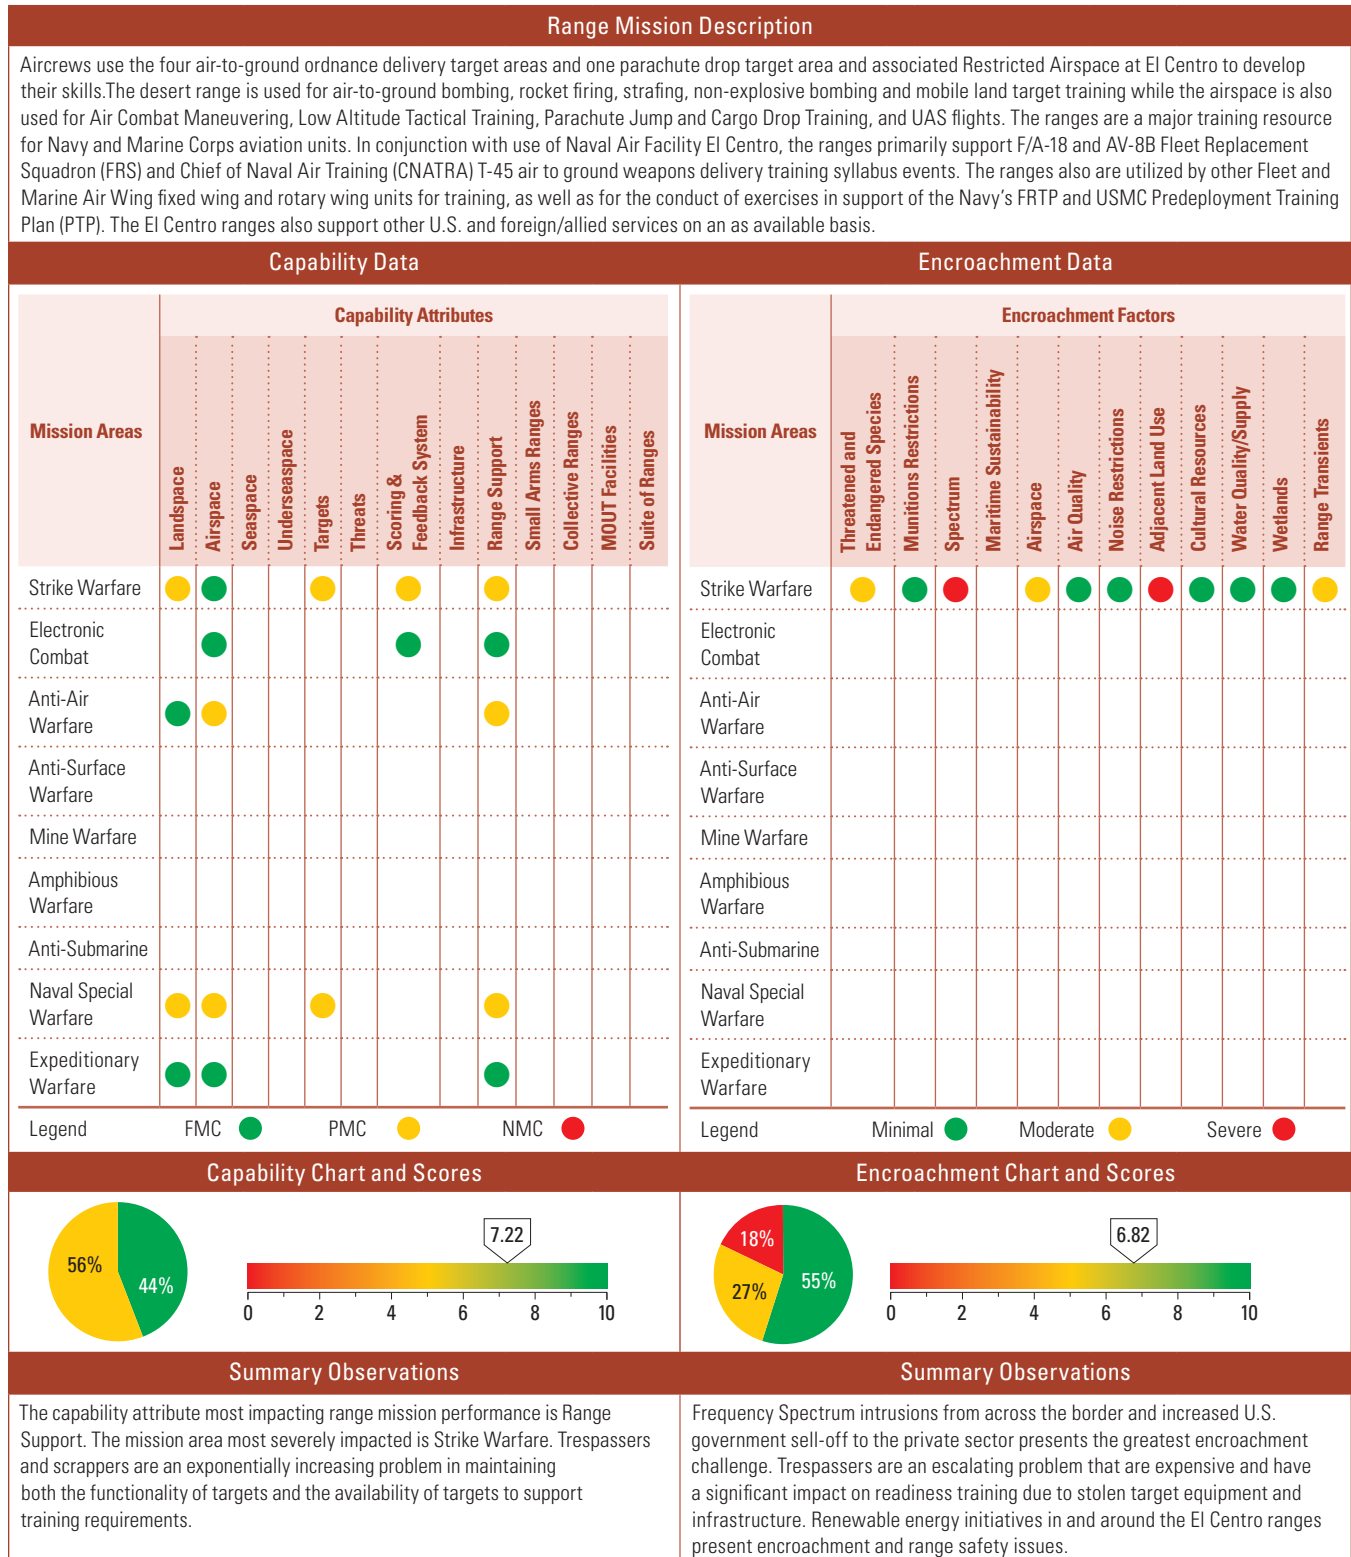 Range Mission Description
Aircrews use the four air-to-ground ordnance delivery target areas and one parachute drop target area and associated Restricted Airspace at El Centro to develop
their skills.The desert range is used for air-to-ground bombing, rocket firing, strafing, non-explosive bombing and mobile land target training while the airspace is also
used for Air Combat Maneuvering, Low Altitude Tactical Training, Parachute Jump and Cargo Drop Training, and UAS flights. The ranges are a major training resource
for Navy and Marine Corps aviation units. In conjunction with use of Naval Air Facility El Centro, the ranges primarily support F/A-18 and AV-8B Fleet Replacement
Squadron (FRS) and Chief of Naval Air Training (CNATRA) T-45 air to ground weapons delivery training syllabus events. The ranges also are utilized by other Fleet and
Marine Air Wing fixed wing and rotary wing units for training, as well as for the conduct of exercises in support of the Navy's FRTP and USMC Predeployment Training
Plan (PTP). The El Centro ranges also support other U.S. and foreign/allied services on an as available basis.
Capability Data
Mission Areas
Capability Attributes
Landspace
Airspace
Seaspace
Underseaspace
Targets
Threats
Scoring &
Feedback System
Infrastructure
Range Support
Small Arms Ranges
Collective Ranges
MOUT Facilities
Suite of Ranges
Strike Warfare
Electronic
Combat
Anti-Air
Warfare
Anti-Surface
Warfare
Mine Warfare
Amphibious
Warfare
Anti-Submarine
Naval Special
Warfare
Expeditionary
Warfare
Legend FMC PMC NMC
Encroachment Data
Mission Areas
Encroachment Factors
Threatened and
Endangered Species
Munitions Restrictions
Spectrum
Maritime Sustainability
Airspace
Air Quality
Noise Restrictions
Adjacent Land Use
Cultural Resources
Water Quality/Supply
Wetlands
Range Transients
Strike Warfare
Electronic
Combat
Anti-Air
Warfare
Anti-Surface
Warfare
Mine Warfare
Amphibious
Warfare
Anti-Submarine
Naval Special
Warfare
Expeditionary
Warfare
Legend Minimal Moderate Severe
Capability Chart and Scores
56%
44%
7.22
0 2 4 6 8 10
Encroachment Chart and Scores
18%
27%
55%
6.82
0 2 4 6 8 10
Summary Observations
The capability attribute most impacting range mission performance is Range
Support. The mission area most severely impacted is Strike Warfare. Trespassers
and scrappers are an exponentially increasing problem in maintaining
both the functionality of targets and the availability of targets to support
training requirements.
Summary Observations
Frequency Spectrum intrusions from across the border and increased U.S.
government sell-off to the private sector presents the greatest encroachment
challenge. Trespassers are an escalating problem that are expensive and have
a significant impact on readiness training due to stolen target equipment and
infrastructure. Renewable energy initiatives in and around the El Centro ranges
present encroachment and range safety issues.